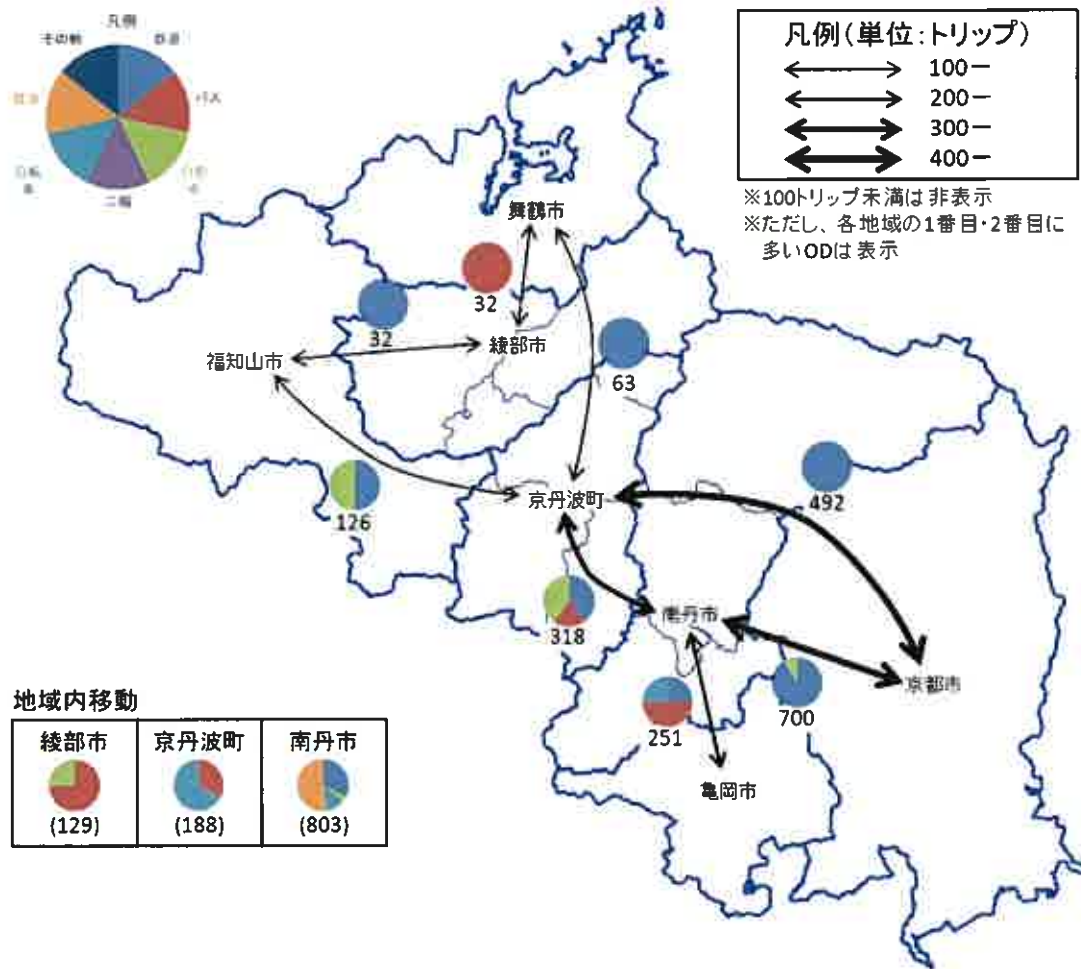 凡例
その他
鉄道
バス
二輪
凡例(単位:トリップ)
100ー
200ー
300ー
400ー
※100トリップ未満は非表示
※ただし、各地域の1番目・2番目に
多いODは表示
舞鶴市
32
32
綾部市
福知山市
63
京丹波町
492
126
318
南丹市
京都市
700
251
亀岡市
地域内移動
綾部市
京丹波町
南丹市
(129)
(188)
(803)